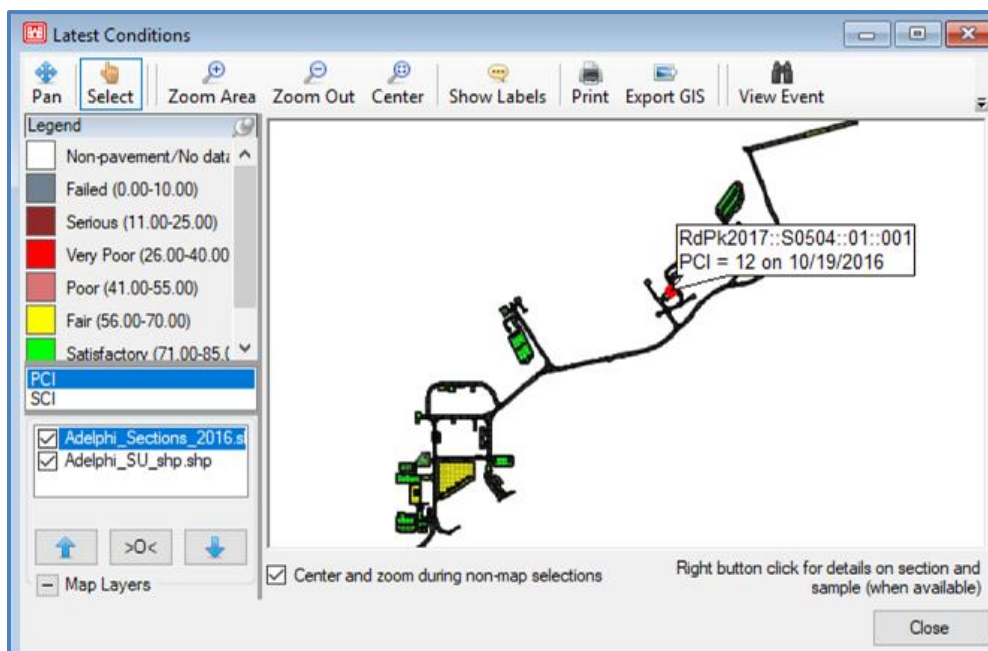 Latest Conditions
Pan Select Zoom Area Zoom Out Center Show Labels Print Export GIS View Event
Legend
Non-pavement/No data
Failed (0.00-10.00)
Serious (11.00-25.00)
Very Poor (26.00-40.00
Poor (41.00-55.00)
Fair (56.00-70.00)
Satisfactory (71.00-85.(
PCI
SCI
Adelphi_Sections_2016.s
Adelphi_SU_shp.shp
>O<
Map Layers
RdPk2017::S0504::01::001
PCI = 12 on 10/19/2016
Center and zoom during non-map selections
Right button click for details on section and
sample (when available)
Close